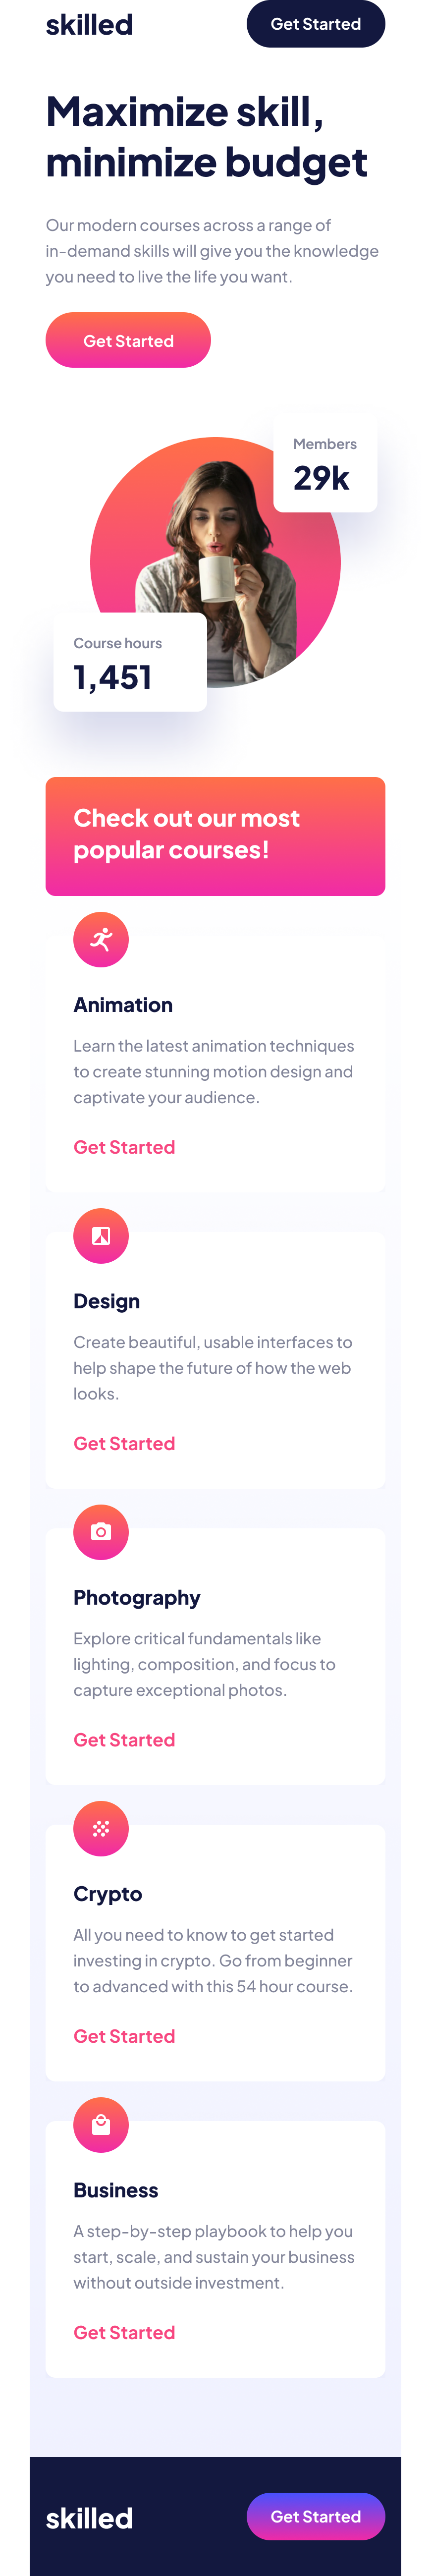 skilled
Get Started
Maximize skill,
minimize budget
Our modern courses across a range of
in-demand skills will give you the knowledge
you need to live the life you want.
Get Started
Members
29k
Course hours
1,451
Check out our most
popular courses!
Animation
Learn the latest animation techniques
to create stunning motion design and
captivate your audience.
Get Started
Design
Create beautiful, usable interfaces to
help shape the future of how the web
looks.
Get Started
Photography
Explore critical fundamentals like
lighting, composition, and focus to
capture exceptional photos.
Get Started
Crypto
All you need to know to get started
investing in crypto. Go from beginner
to advanced with this 54 hour course.
Get Started
Business
A step-by-step playbook to help you
start, scale, and sustain your business
without outside investment.
Get Started
skilled
Get Started